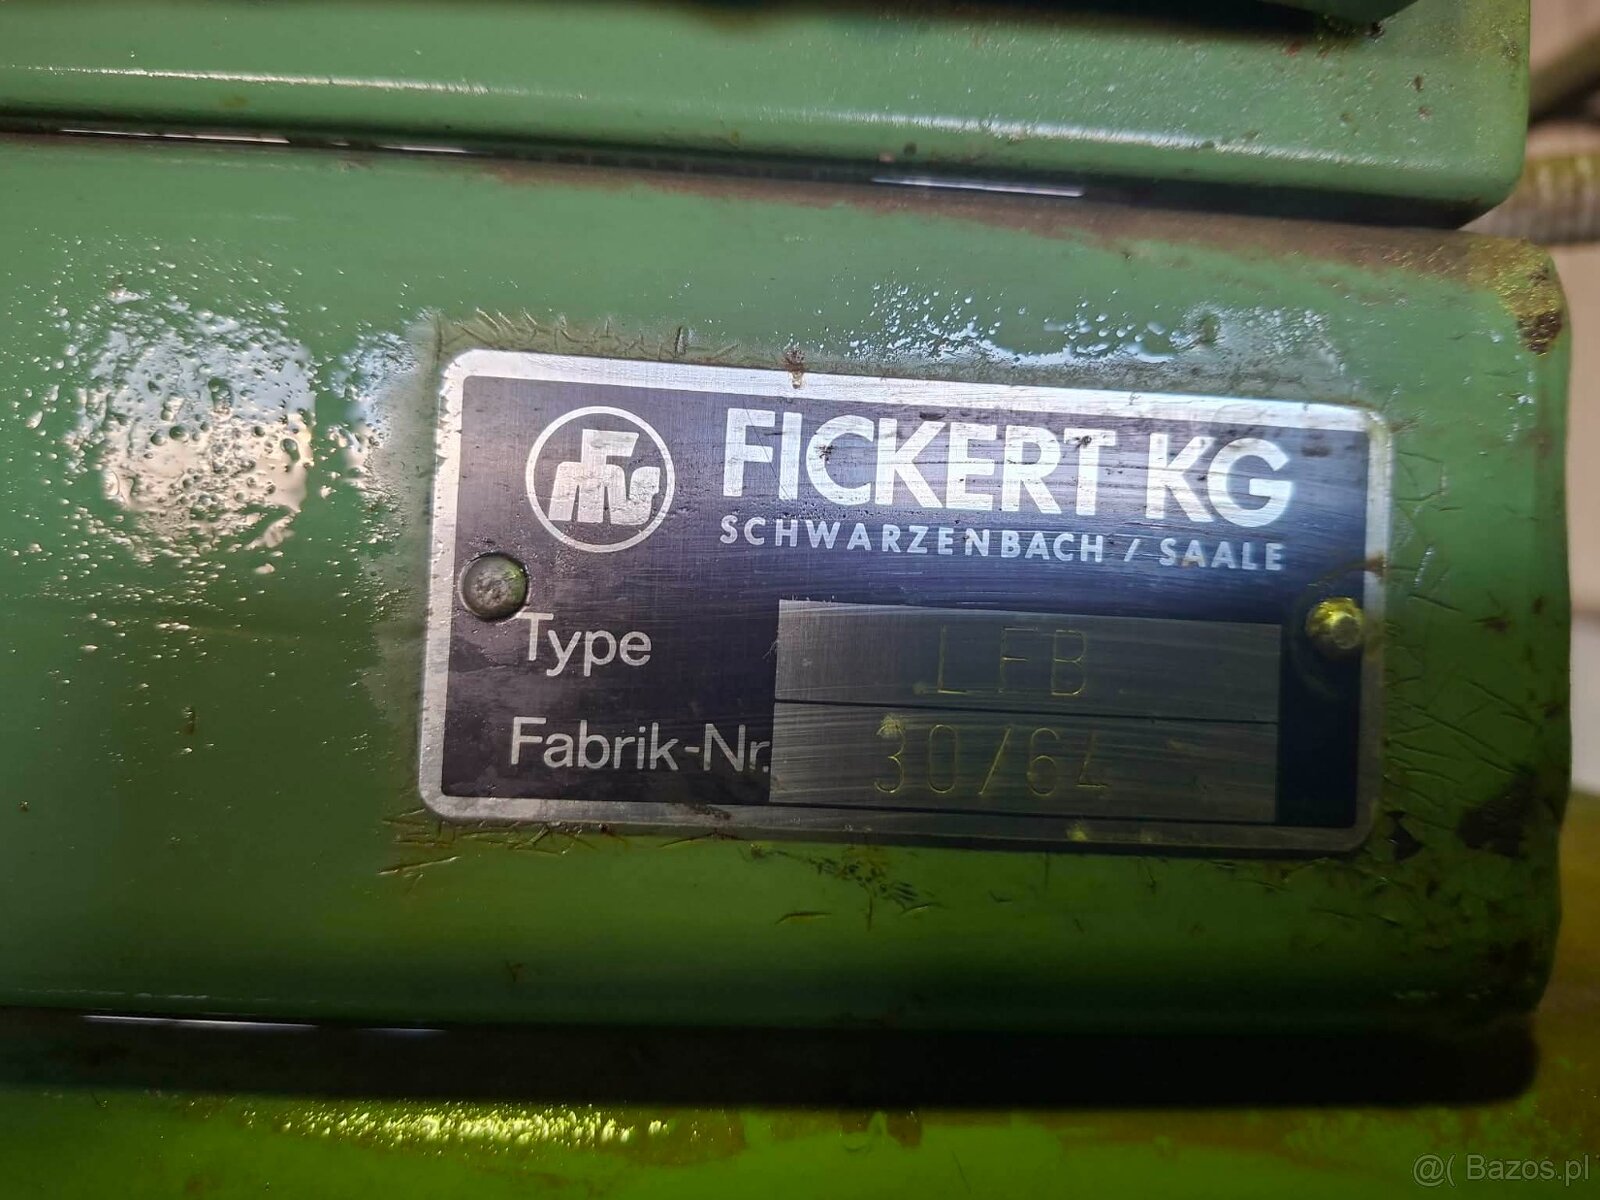 FICKERT KG
SCHWARZENBACH / SAALE
Type LFB
Fabrik-Nr. 30/64
@( Bazos.pl